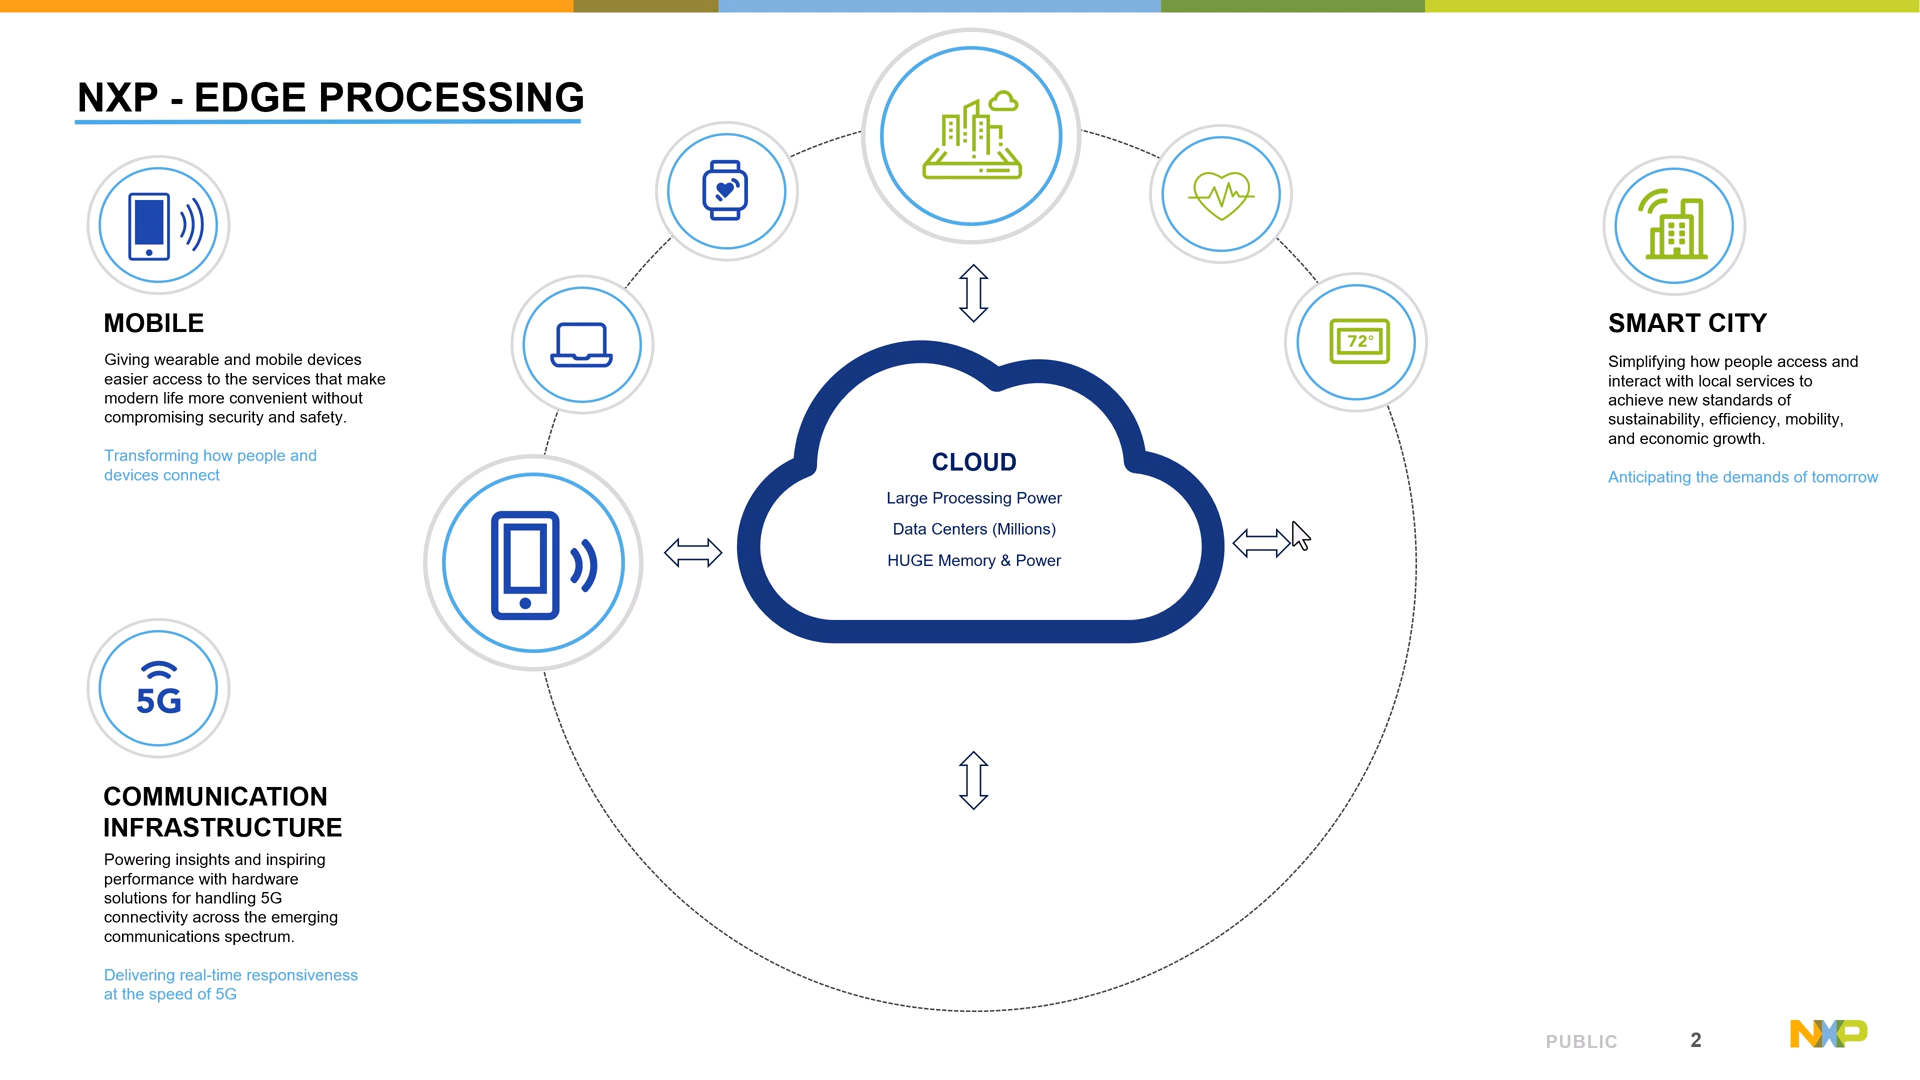 NXP - EDGE PROCESSING
MOBILE
Giving wearable and mobile devices
easier access to the services that make
modern life more convenient without
compromising security and safety.
Transforming how people and
devices connect
5G
COMMUNICATION
INFRASTRUCTURE
Powering insights and inspiring
performance with hardware
solutions for handling 5G
connectivity across the emerging
communications spectrum.
Delivering real-time responsiveness
at the speed of 5G
CLOUD
Large Processing Power
Data Centers (Millions)
HUGE Memory & Power
72°
SMART CITY
Simplifying how people access and
interact with local services to
achieve new standards of
sustainability, efficiency, mobility,
and economic growth.
Anticipating the demands of tomorrow
PUBLIC
2
NXP